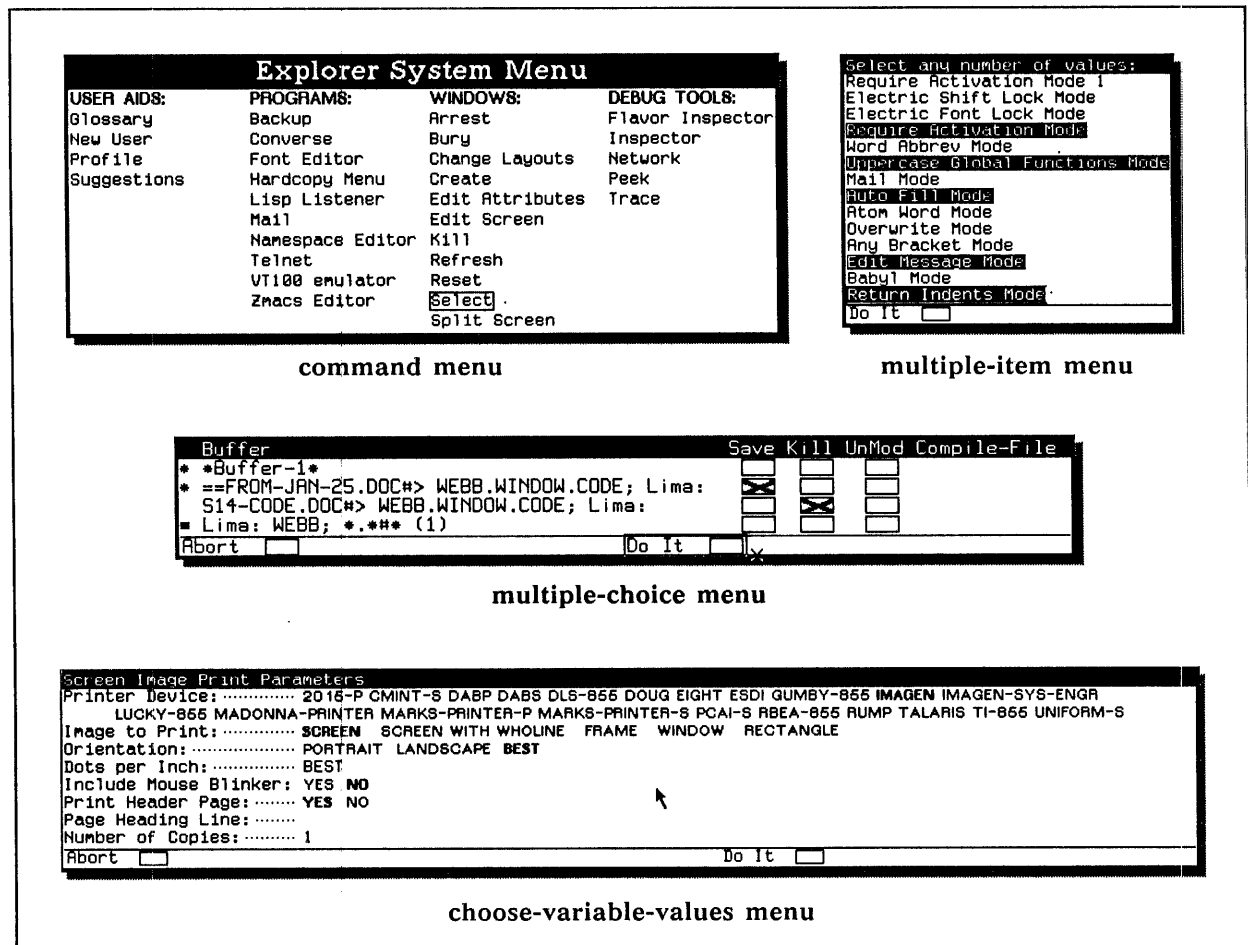 Explorer System Menu
USER AIDS: PROGRAMS: WINDOWS: DEBUG TOOLS:
Glossary Backup Arrest Flavor Inspector
New User Converse Bury Inspector
Profile Font Editor Change Layouts Network
Suggestions Hardcopy Menu Create Peek
Lisp Listener Edit Attributes Trace
Mail Edit Screen
Namespace Editor Kill
Telnet Refresh
VT100 emulator Reset
Zmacs Editor Select
Split Screen
command menu
Select any number of values:
Require Activation Mode 1
Electric Shift Lock Mode
Electric Font Lock Mode
Require Activation Mode
Word Abbrev Mode
Uppercase Global Functions Mode
Mail Mode
Auto Fill Mode
Atom Word Mode
Overwrite Mode
Any Bracket Mode
Edit Message Mode
Babyl Mode
Return Indents Mode
Do It
multiple-item menu
Buffer Save Kill UnMod Compile-File
* *Buffer-1*
* ==FROM-JAN-25.DOC#> WEBB.WINDOW.CODE; Lima:
S14-CODE.DOC#> WEBB.WINDOW.CODE; Lima:
= Lima: WEBB; *.*#* (1)
Abort Do It
multiple-choice menu
Screen Image Print Parameters
Printer Device: ············· 2015-P CMINT-S DABP DABS DLS-855 DOUG EIGHT ESDI GUMBY-855 IMAGEN IMAGEN-SYS-ENGR
LUCKY-855 MADONNA-PRINTER MARKS-PRINTER-P MARKS-PRINTER-S PCAI-S RBEA-855 RUMP TALARIS TI-855 UNIFORM-S
Image to Print: ············· SCREEN SCREEN WITH WHOLINE FRAME WINDOW RECTANGLE
Orientation: ·················· PORTRAIT LANDSCAPE BEST
Dots per Inch: ·············· BEST
Include Mouse Blinker: YES NO
Print Header Page: ········ YES NO
Page Heading Line: ········
Number of Copies: ·········· 1
Abort Do It
choose-variable-values menu